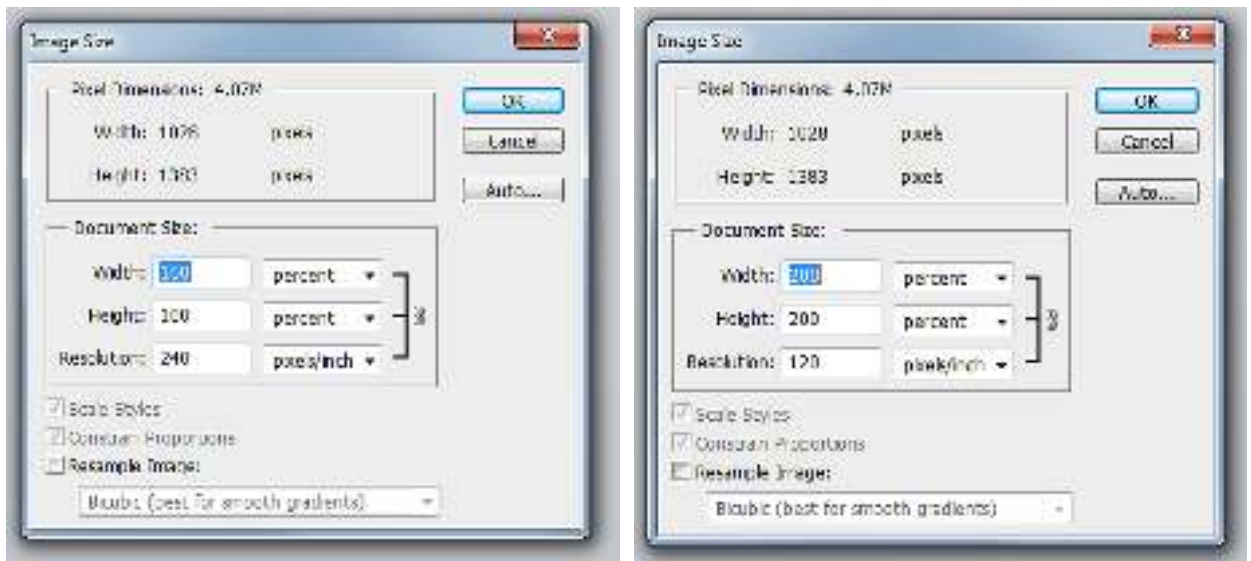 Image Size
Pixel Dimensions: 4.07M
OK
Width: 1028 pixels
Cancel
Height: 1383 pixels
Auto...
Document Size:
Width: 100 percent
Height: 100 percent
Resolution: 240 pixels/inch
Scale Styles
Constrain Proportions
Resample Image:
Bicubic (best for smooth gradients)
Image Size
Pixel Dimensions: 4.07M
OK
Width: 1028 pixels
Cancel
Height: 1383 pixels
Auto...
Document Size:
Width: 200 percent
Height: 200 percent
Resolution: 120 pixels/inch
Scale Styles
Constrain Proportions
Resample Image:
Bicubic (best for smooth gradients)